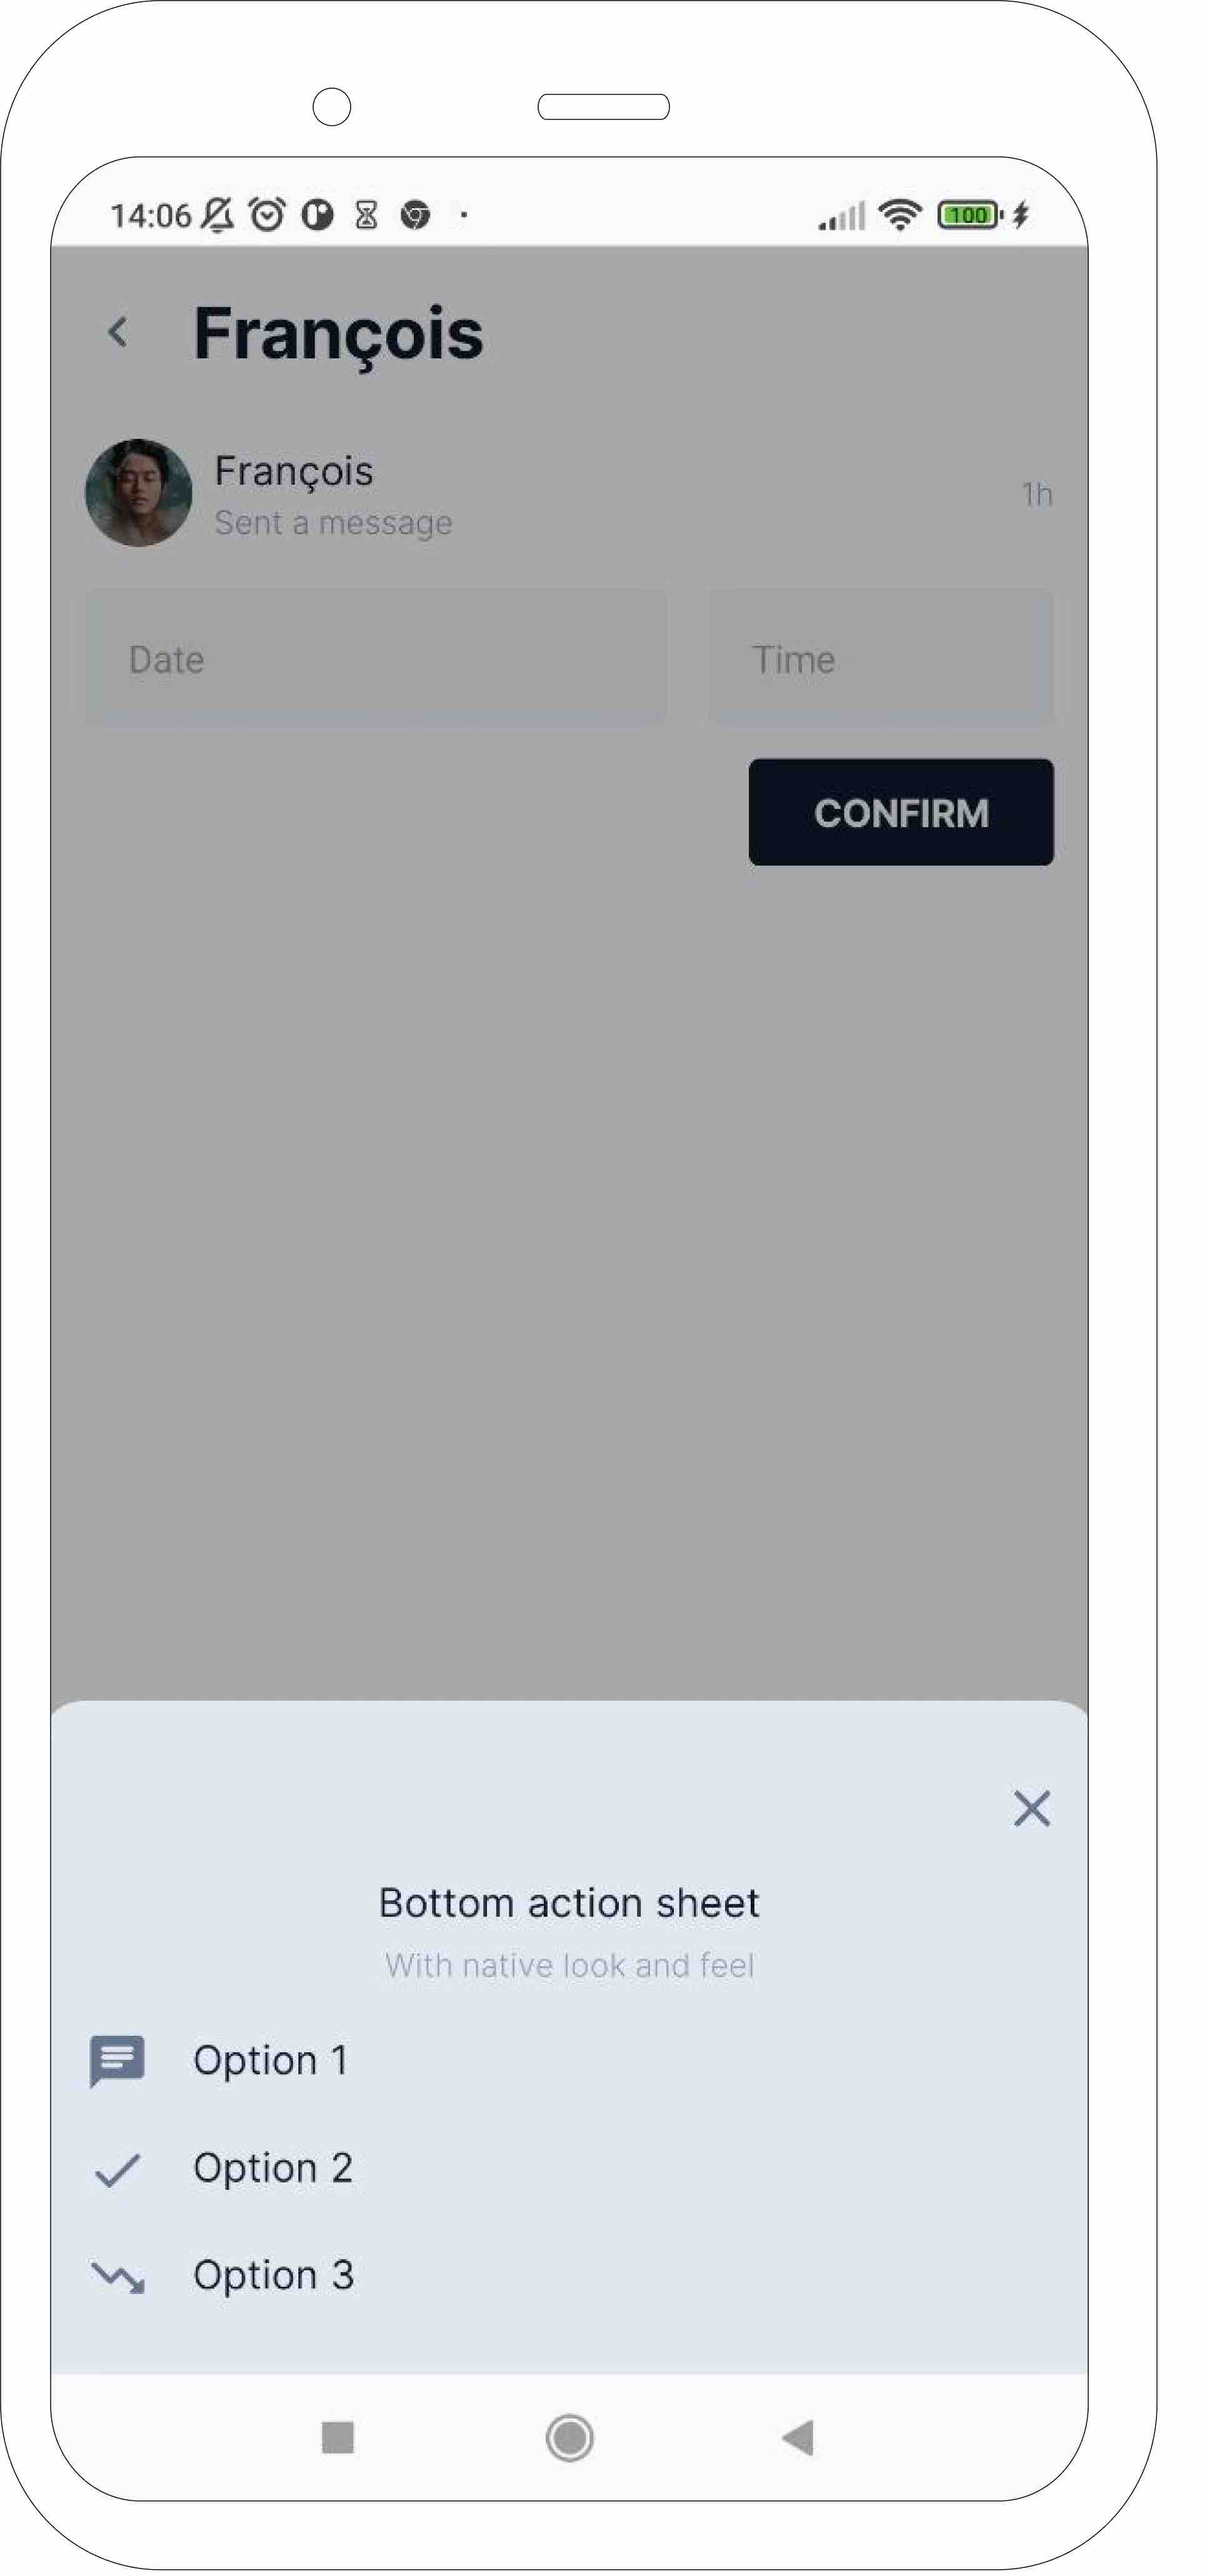 14:06
100
François
François
Sent a message
1h
Date
Time
CONFIRM
Bottom action sheet
With native look and feel
Option 1
Option 2
Option 3